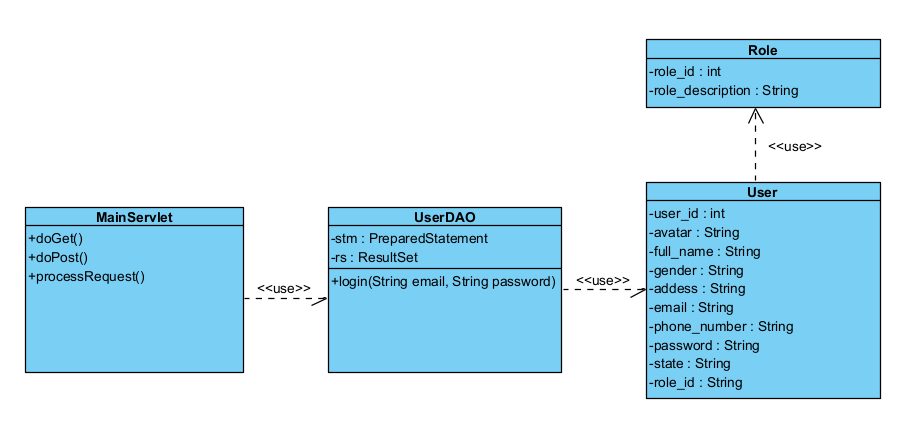 Role
-role_id : int
-role_description : String
<<use>>
User
-user_id : int
-avatar : String
-full_name : String
-gender : String
-addess : String
-email : String
-phone_number : String
-password : String
-state : String
-role_id : String
MainServlet
+doGet()
+doPost()
+processRequest()
<<use>>
UserDAO
-stm : PreparedStatement
-rs : ResultSet
+login(String email, String password)
<<use>>